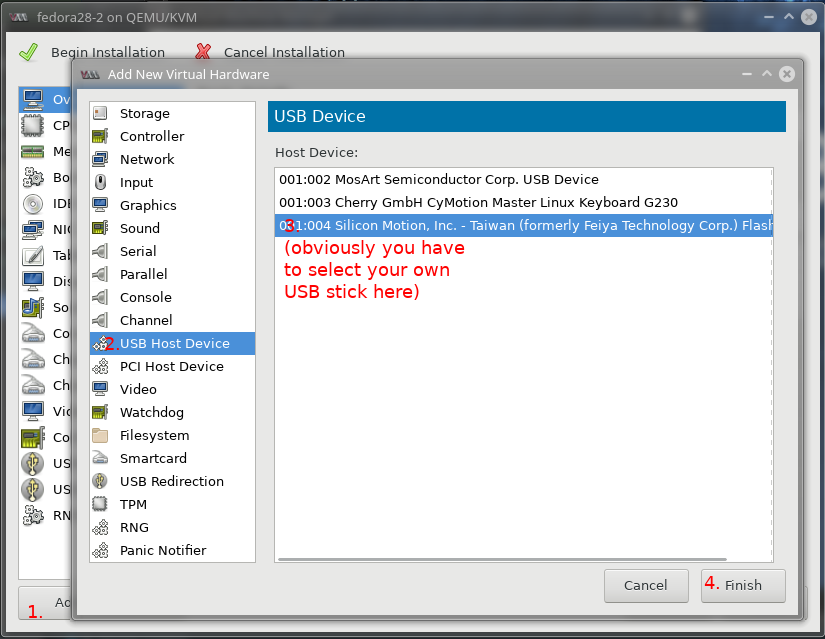 fedora28-2 on QEMU/KVM
Begin Installation
Cancel Installation
Add New Virtual Hardware
Storage
Controller
Network
Input
Graphics
Sound
Serial
Parallel
Console
Channel
2. USB Host Device
PCI Host Device
Video
Watchdog
Filesystem
Smartcard
USB Redirection
TPM
RNG
Panic Notifier
USB Device
Host Device:
001:002 MosArt Semiconductor Corp. USB Device
001:003 Cherry GmbH CyMotion Master Linux Keyboard G230
3.
001:004 Silicon Motion, Inc. - Taiwan (formerly Feiya Technology Corp.) Flash
(obviously you have
to select your own
USB stick here)
Cancel
4. Finish
Ov
CP
Me
Bo
IDE
NIC
Tab
Dis
So
Co
Ch
Ch
Vid
Co
US
US
RN
1. Ad